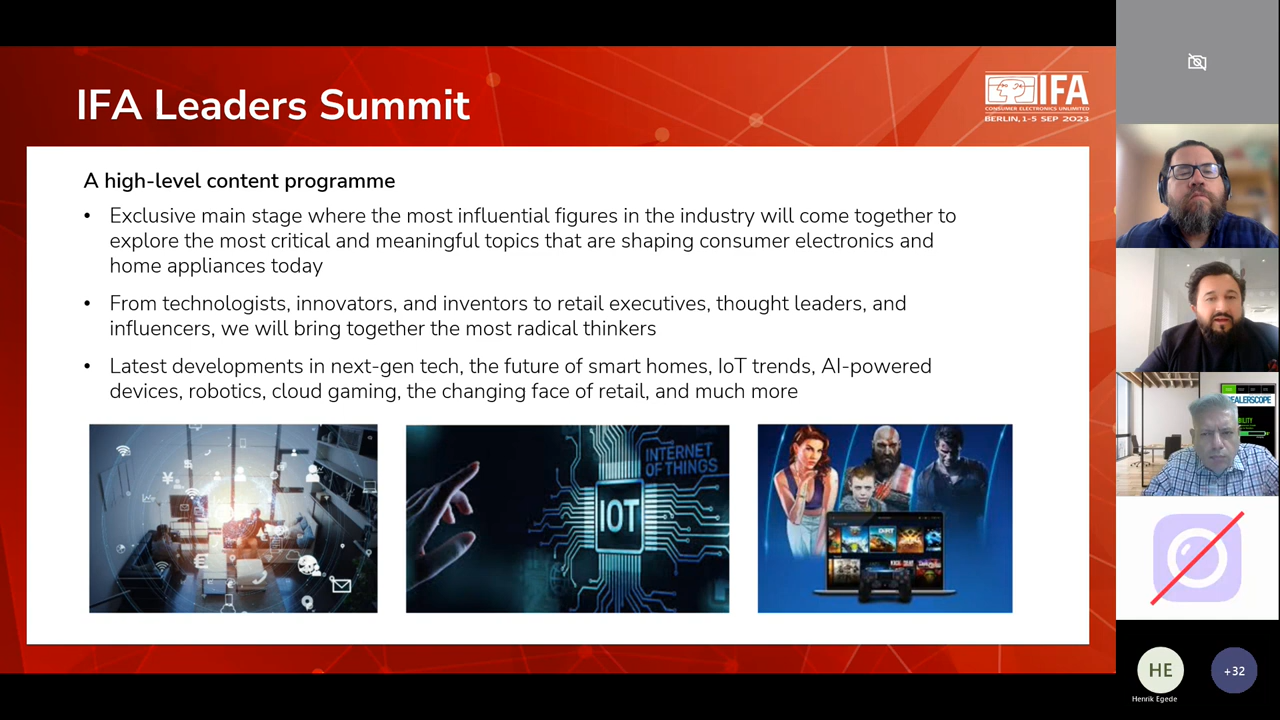 IFA Leaders Summit
IFA
CONSUMER ELECTRONICS UNLIMITED
BERLIN, 1-5 SEP 2023
A high-level content programme
• Exclusive main stage where the most influential figures in the industry will come together to
explore the most critical and meaningful topics that are shaping consumer electronics and
home appliances today
• From technologists, innovators, and inventors to retail executives, thought leaders, and
influencers, we will bring together the most radical thinkers
• Latest developments in next-gen tech, the future of smart homes, IoT trends, AI-powered
devices, robotics, cloud gaming, the changing face of retail, and much more
INTERNET
OF THINGS
IOT
DIRT
EALERSCOPE
BILITY
HE
+32
Henrik Egede